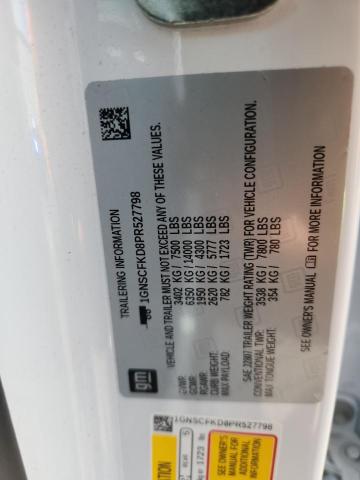 gm
TRAILERING INFORMATION
1GNSCFKD8PR527798
VEHICLE AND TRAILER MUST NOT EXCEED ANY OF THESE VALUES.
GVWR: 3402 KG / 7500 LBS
GCWR: 6350 KG / 14000 LBS
RGAWR: 1950 KG / 4300 LBS
CURB WEIGHT: 2620 KG / 5777 LBS
MAX PAYLOAD: 782 KG / 1723 LBS
SAE J2807 TRAILER WEIGHT RATING (TWR) FOR VEHICLE CONFIGURATION.
CONVENTIONAL TWR: 3538 KG / 7800 LBS
MAX TONGUE WEIGHT: 354 KG / 780 LBS
SEE OWNER'S MANUAL FOR MORE INFORMATION
1GNSCFKD8PR527798
SEE OWNER'S
MANUAL FOR
ADDITIONAL
INFORMATION
1723